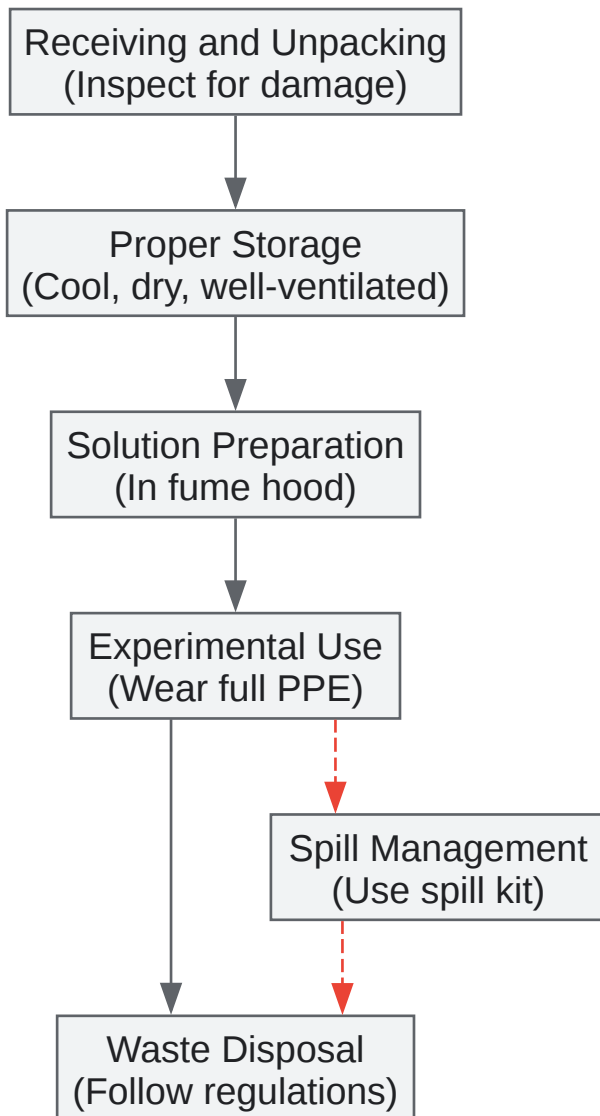 Receiving and Unpacking
(Inspect for damage)
Proper Storage
(Cool, dry, well-ventilated)
Solution Preparation
(In fume hood)
Experimental Use
(Wear full PPE)
Spill Management
(Use spill kit)
Waste Disposal
(Follow regulations)